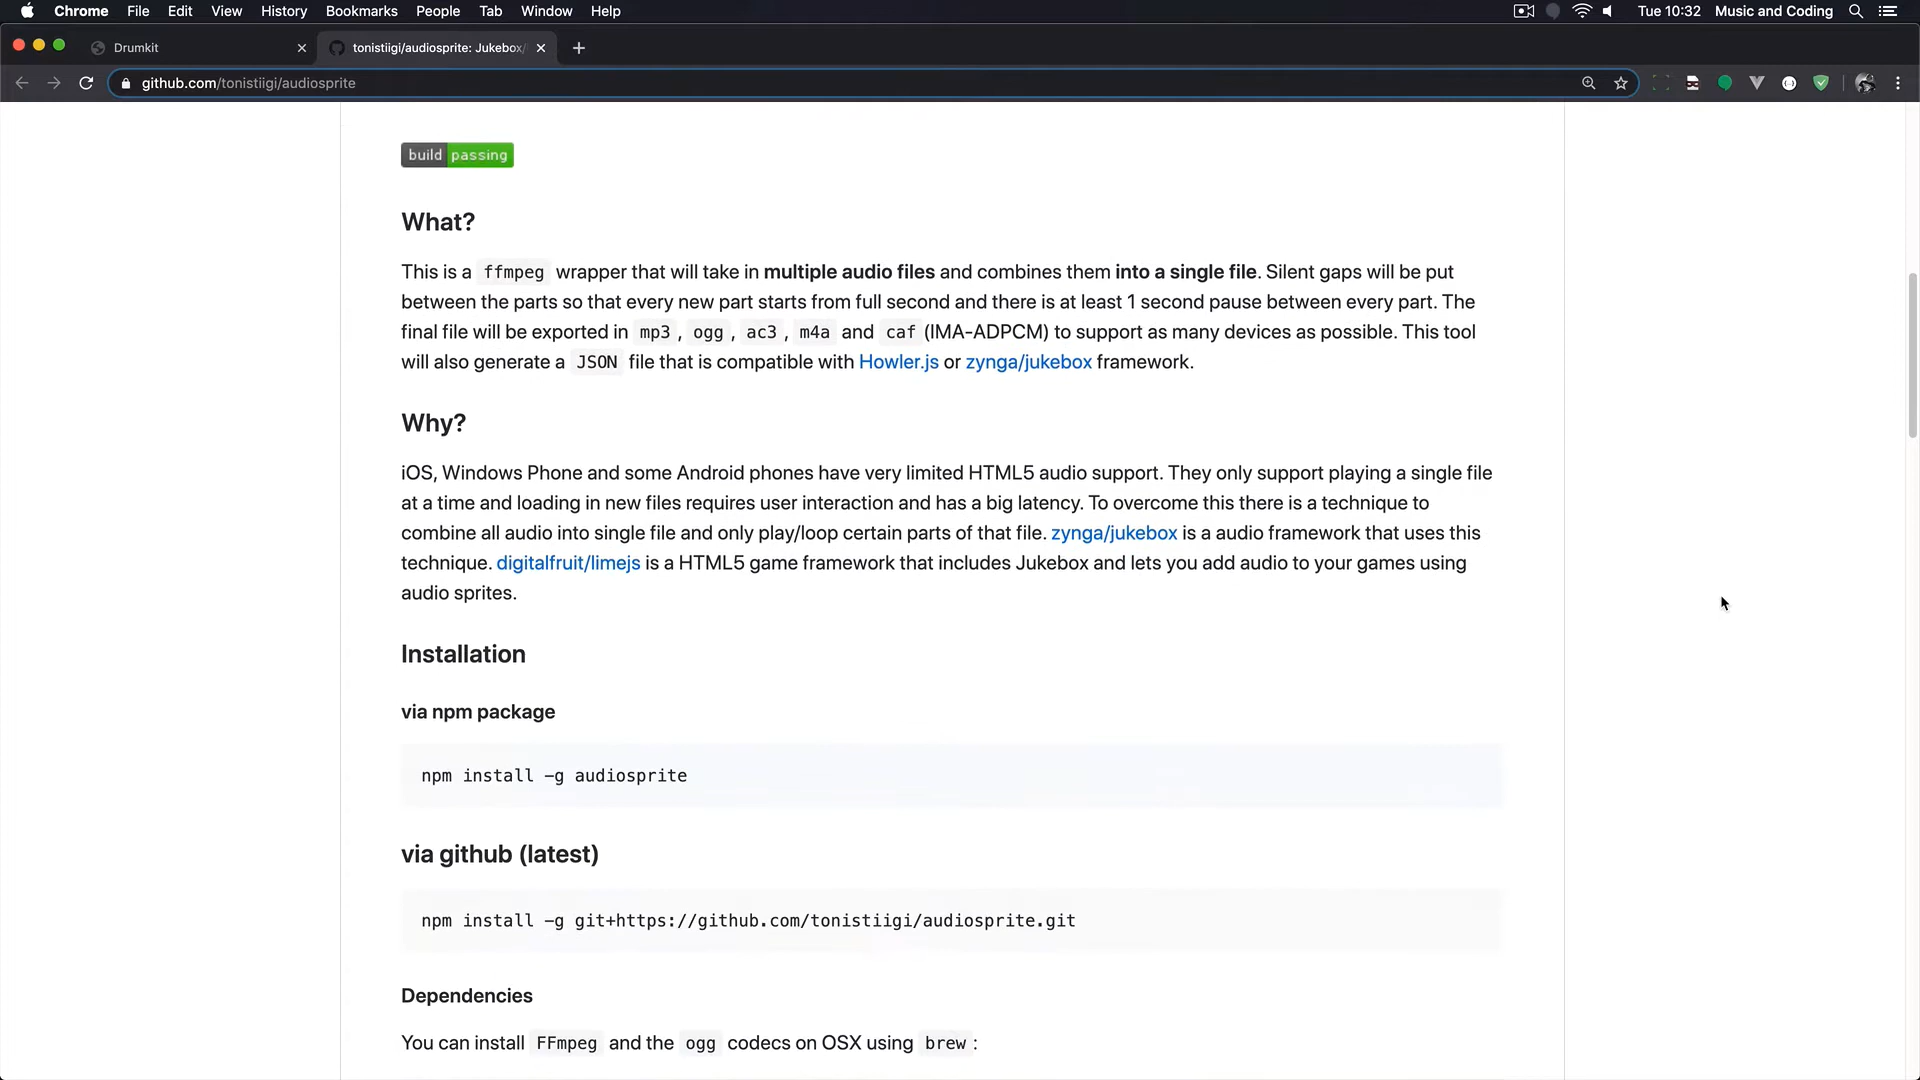 Chrome File Edit View History Bookmarks People Tab Window Help Tue 10:32 Music and Coding
Drumkit tonistiigi/audiosprite: Jukebox/
github.com/tonistiigi/audiosprite
build passing
What?
This is a ffmpeg wrapper that will take in multiple audio files and combines them into a single file. Silent gaps will be put
between the parts so that every new part starts from full second and there is at least 1 second pause between every part. The
final file will be exported in mp3, ogg, ac3, m4a and caf (IMA-ADPCM) to support as many devices as possible. This tool
will also generate a JSON file that is compatible with Howler.js or zynga/jukebox framework.
Why?
iOS, Windows Phone and some Android phones have very limited HTML5 audio support. They only support playing a single file
at a time and loading in new files requires user interaction and has a big latency. To overcome this there is a technique to
combine all audio into single file and only play/loop certain parts of that file. zynga/jukebox is a audio framework that uses this
technique. digitalfruit/limejs is a HTML5 game framework that includes Jukebox and lets you add audio to your games using
audio sprites.
Installation
via npm package
npm install -g audiosprite
via github (latest)
npm install -g git+https://github.com/tonistiigi/audiosprite.git
Dependencies
You can install FFmpeg and the ogg codecs on OSX using brew: